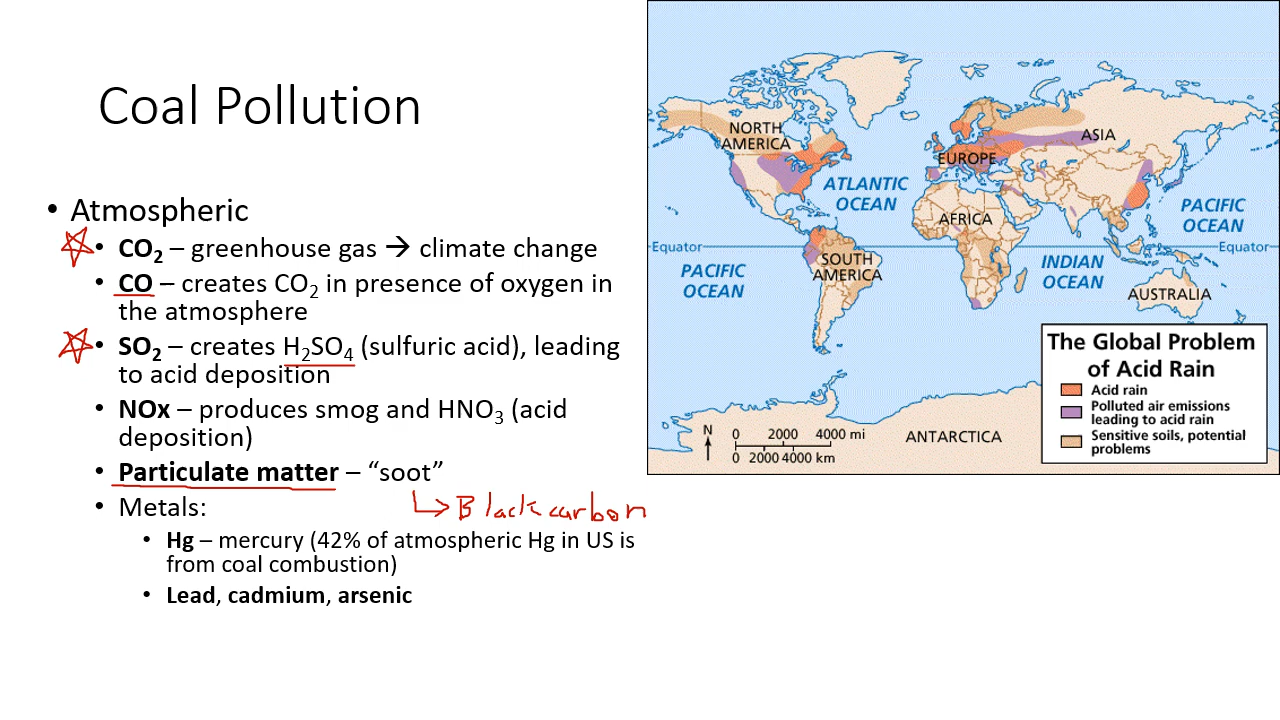 Coal Pollution
• Atmospheric
• CO₂ – greenhouse gas → climate change
• CO – creates CO₂ in presence of oxygen in
the atmosphere
• SO₂ – creates H₂SO₄ (sulfuric acid), leading
to acid deposition
• NOx – produces smog and HNO₃ (acid
deposition)
• Particulate matter – “soot”
• Metals:
Black carbon
• Hg – mercury (42% of atmospheric Hg in US is
from coal combustion)
• Lead, cadmium, arsenic
NORTH
AMERICA
ASIA
EUROPE
ATLANTIC
OCEAN
AFRICA
PACIFIC
OCEAN
Equator
Equator
SOUTH
AMERICA
PACIFIC
OCEAN
INDIAN
OCEAN
AUSTRALIA
ANTARCTICA
N
0 2000 4000 mi
0 2000 4000 km
The Global Problem
of Acid Rain
Acid rain
Polluted air emissions
leading to acid rain
Sensitive soils, potential
problems